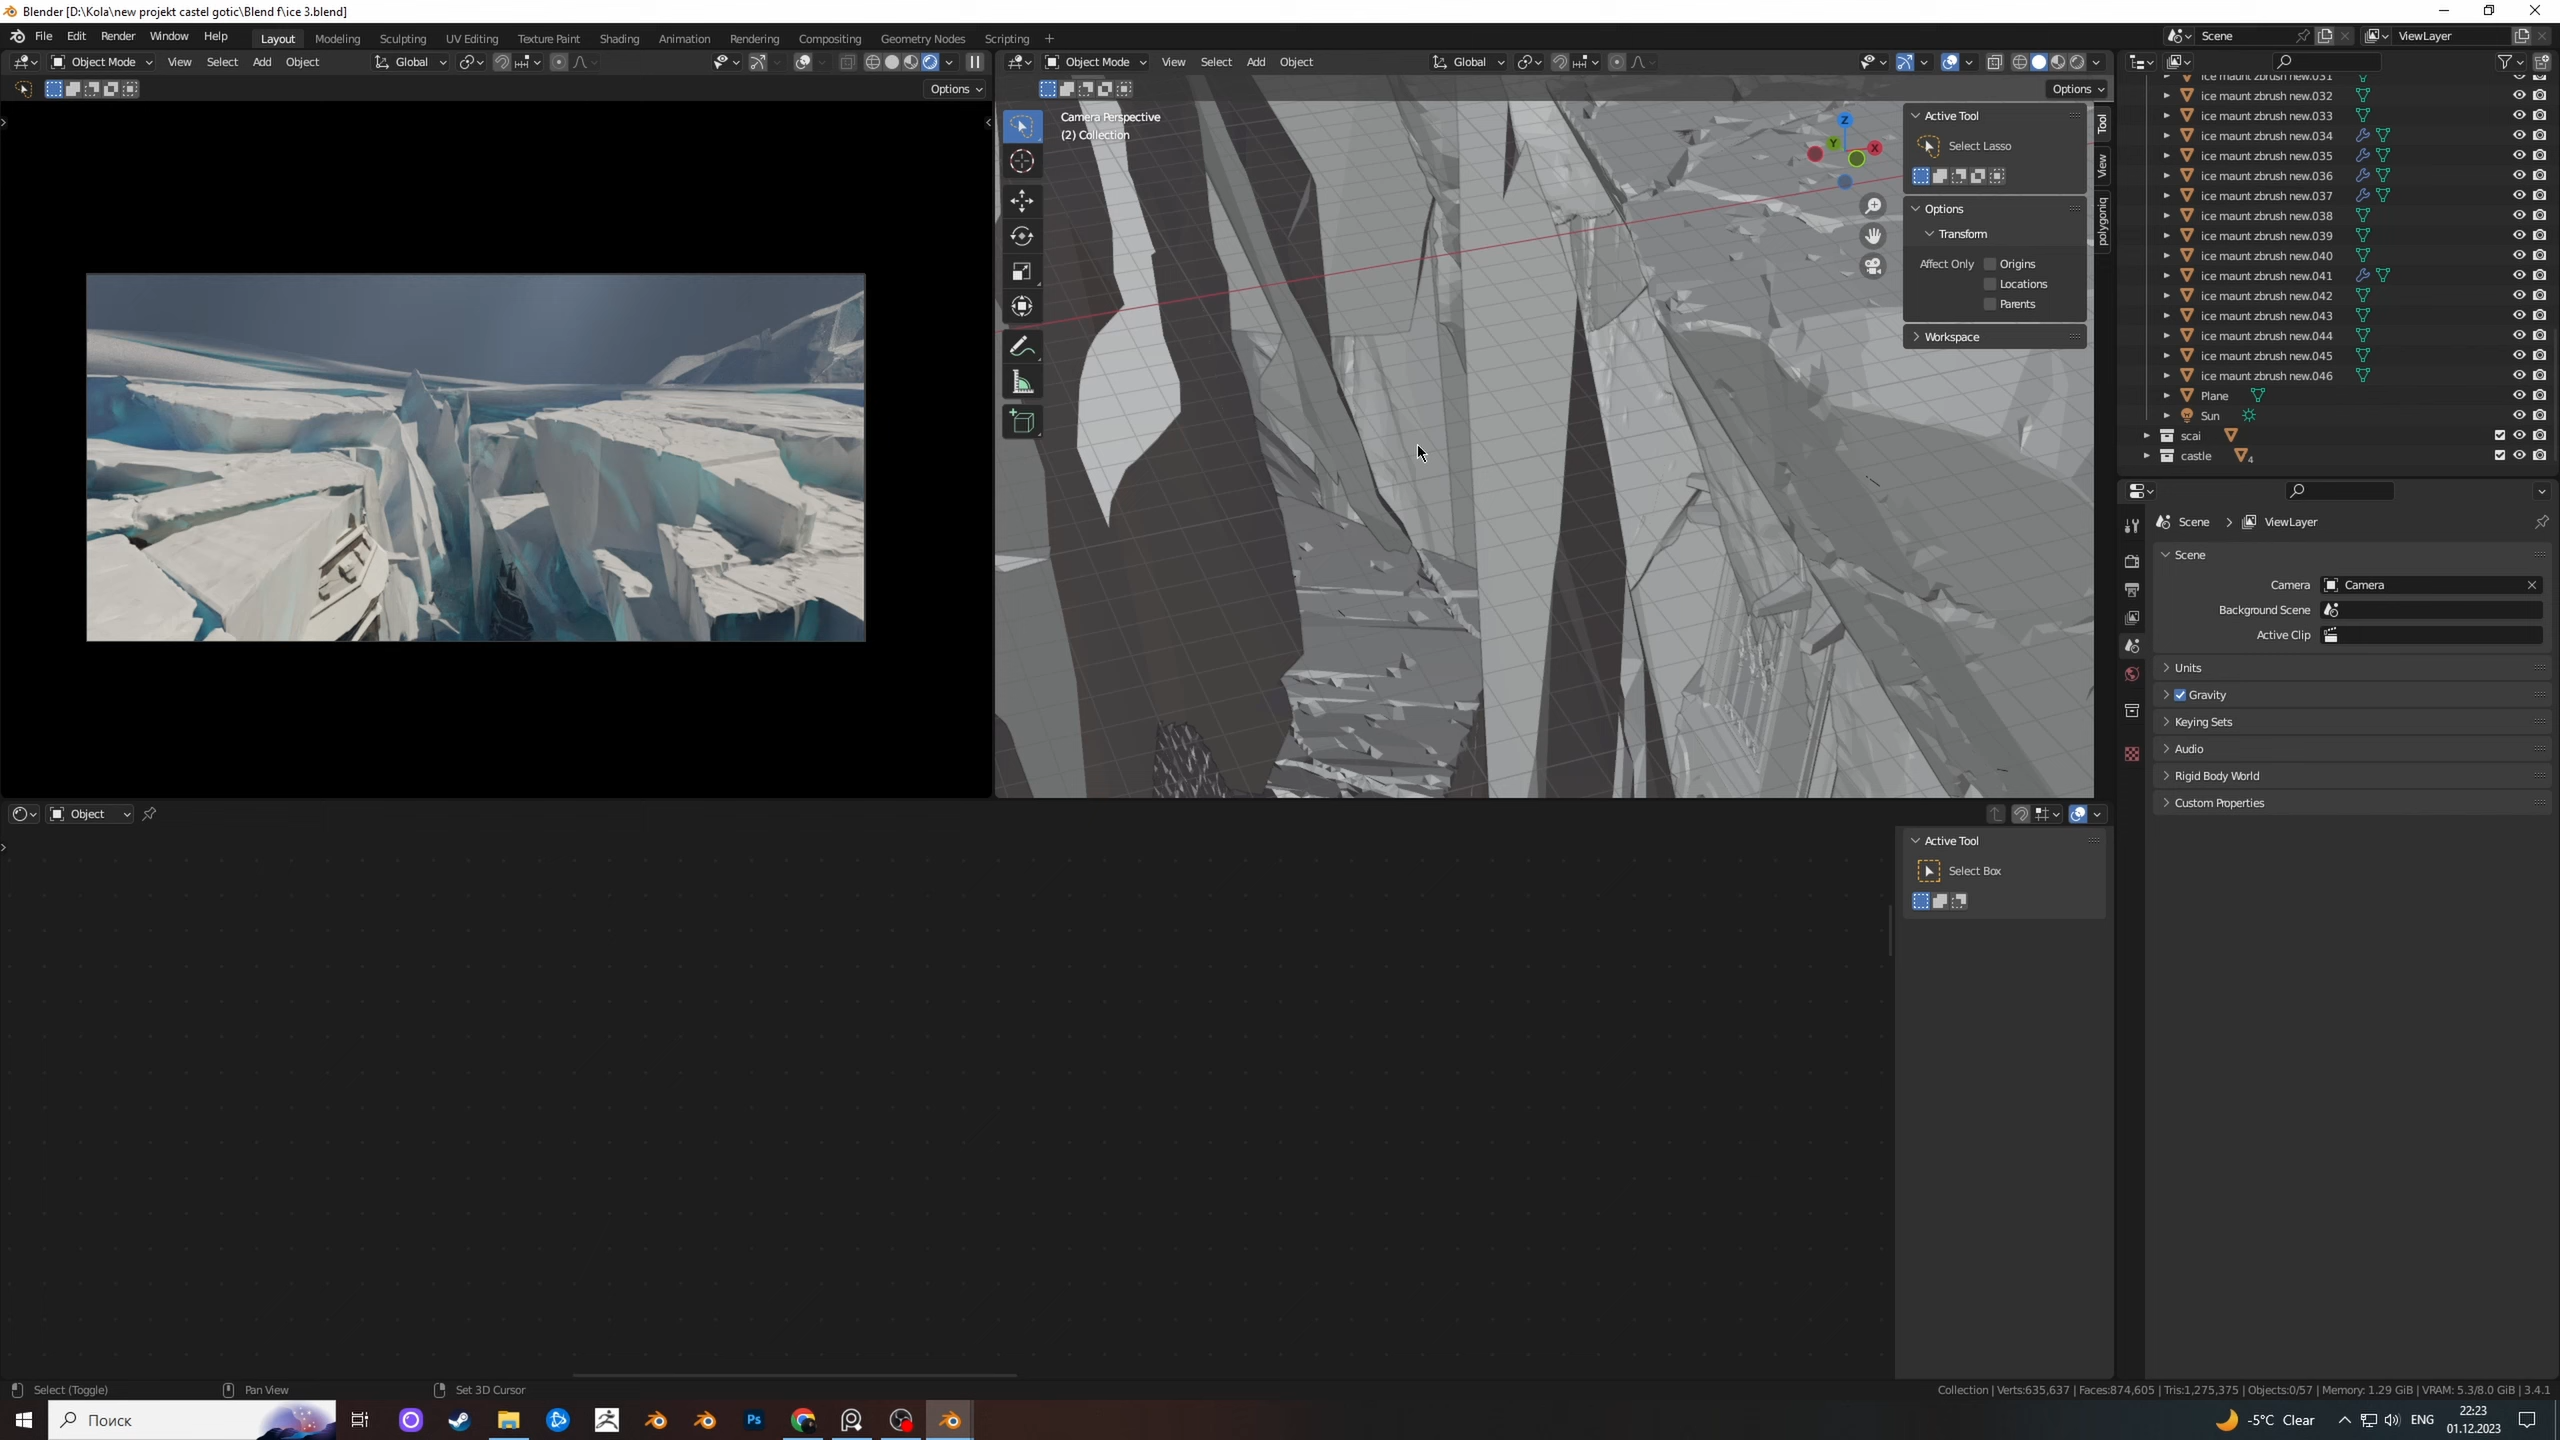 Blender [D:\Kola\new projekt castel gotic\Blend f\ice 3.blend]
File Edit Render Window Help Layout Modeling Sculpting UV Editing Texture Paint Shading Animation Rendering Compositing Geometry Nodes Scripting + Scene ViewLayer
Object Mode View Select Add Object Global
Options
Object Mode View Select Add Object Global
Options
Camera Perspective
(2) Collection
Z
Y
X
Active Tool
Select Lasso
Options
Transform
Affect Only Origins
Locations
Parents
Workspace
Tool
View
polygoniq
ice maunt zbrush new.031
ice maunt zbrush new.032
ice maunt zbrush new.033
ice maunt zbrush new.034
ice maunt zbrush new.035
ice maunt zbrush new.036
ice maunt zbrush new.037
ice maunt zbrush new.038
ice maunt zbrush new.039
ice maunt zbrush new.040
ice maunt zbrush new.041
ice maunt zbrush new.042
ice maunt zbrush new.043
ice maunt zbrush new.044
ice maunt zbrush new.045
ice maunt zbrush new.046
Plane
Sun
scai
castle 4
Scene > ViewLayer
Scene
Camera Camera
Background Scene
Active Clip
Units
Gravity
Keying Sets
Audio
Rigid Body World
Custom Properties
Object
Active Tool
Select Box
Select (Toggle) Pan View Set 3D Cursor
Collection | Verts:635,637 | Faces:874,605 | Tris:1,275,375 | Objects:0/57 | Memory: 1.29 GiB | VRAM: 5.3/8.0 GiB | 3.4.1
Поиск
Ps
-5°C Clear
ENG
22:23
01.12.2023